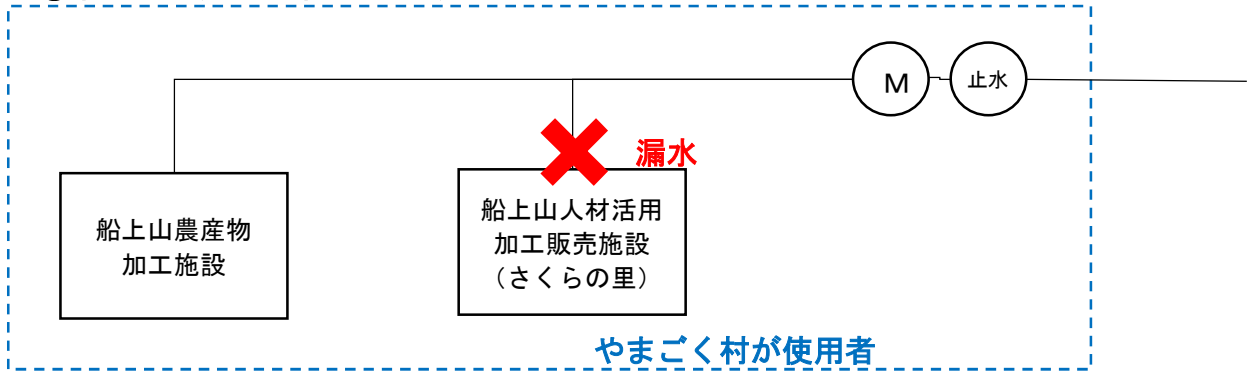 M
止水
漏水
船上山農産物
加工施設
船上山人材活用
加工販売施設
（さくらの里）
やまごく村が使用者